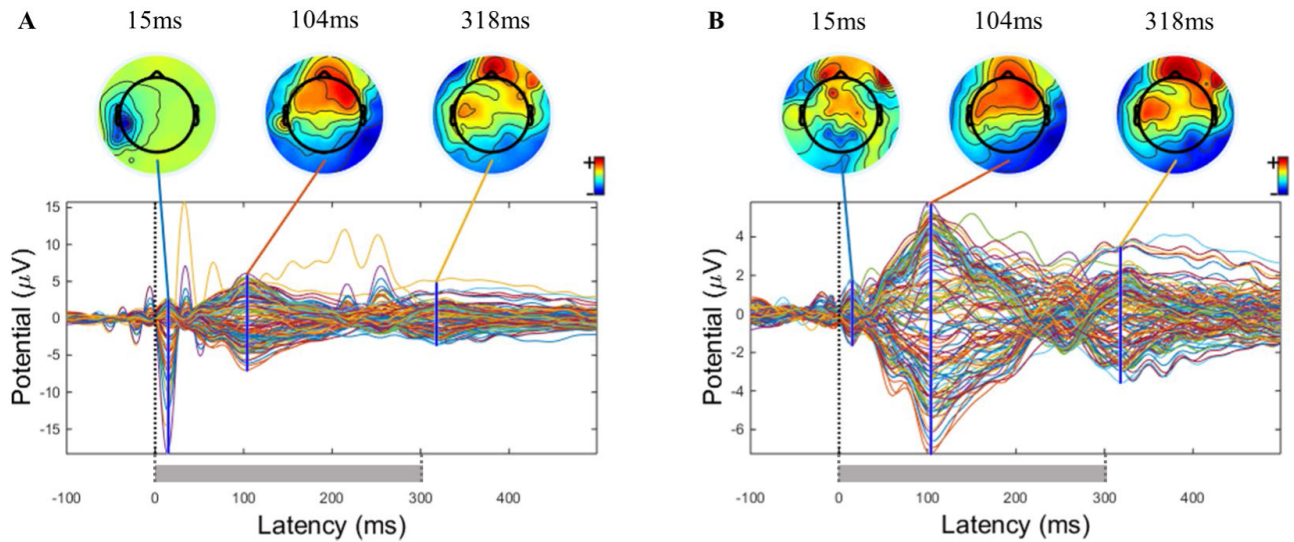 A
15ms 104ms 318ms
+
-
15
10
5
0
-5
-10
-15
Potential (μV)
-100 0 100 200 300 400
Latency (ms)
B
15ms 104ms 318ms
+
-
4
2
0
-2
-4
-6
Potential (μV)
-100 0 100 200 300 400
Latency (ms)